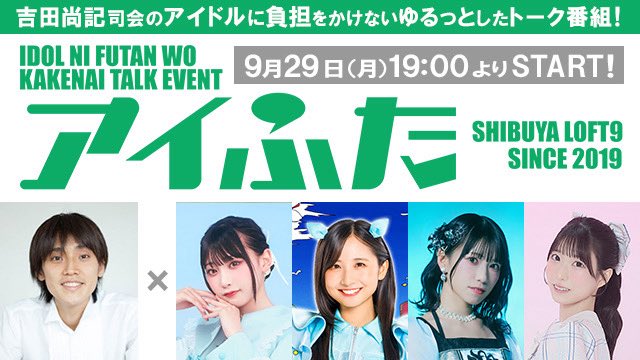 吉田尚記司会のアイドルに負担をかけないゆるっとしたトーク番組!
IDOL NI FUTAN WO
KAKENAI TALK EVENT
9月29日(月)19:00よりSTART!
アイふた
SHIBUYA LOFT9
SINCE 2019
×